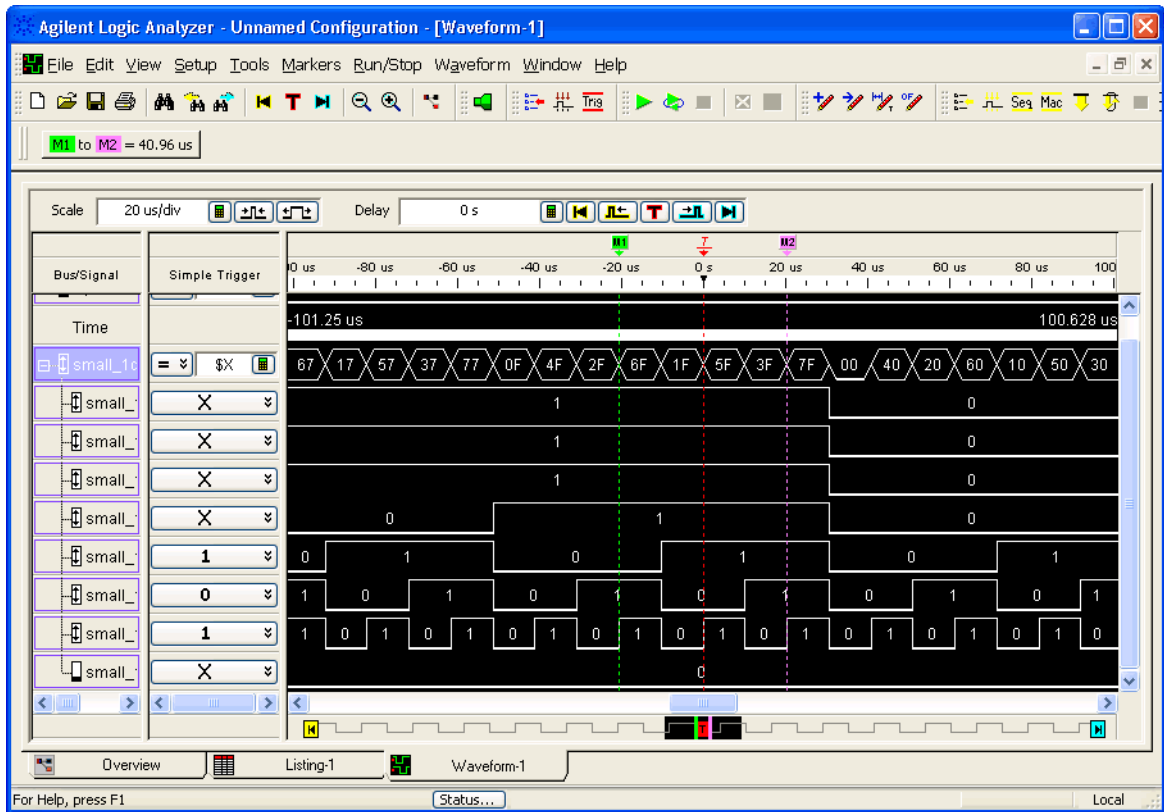 Agilent Logic Analyzer - Unnamed Configuration - [Waveform-1]
File Edit View Setup Tools Markers Run/Stop Waveform Window Help
T Trig OFF Seq Mac
M1 to M2 = 40.96 us
Scale 20 us/div Delay 0 s T
M1 T M2
Bus/Signal Simple Trigger 0 us -80 us -60 us -40 us -20 us 0 s 20 us 40 us 60 us 80 us 100
Time -101.25 us 100.628 us
small_1c = $X 67 17 57 37 77 0F 4F 2F 6F 1F 5F 3F 7F 00 40 20 60 10 50 30
small_ X 1 0
small_ X 1 0
small_ X 1 0
small_ X 0 1 0
small_ 1 0 1 0 1 0 1
small_ 0 1 0 1 0 1 0 1 0 1 0 1
small_ 1 1 0 1 0 1 0 1 0 1 0 1 0 1 0 1 0 1 0 1 0
small_ X 0
T
Overview Listing-1 Waveform-1
For Help, press F1 Status... Local